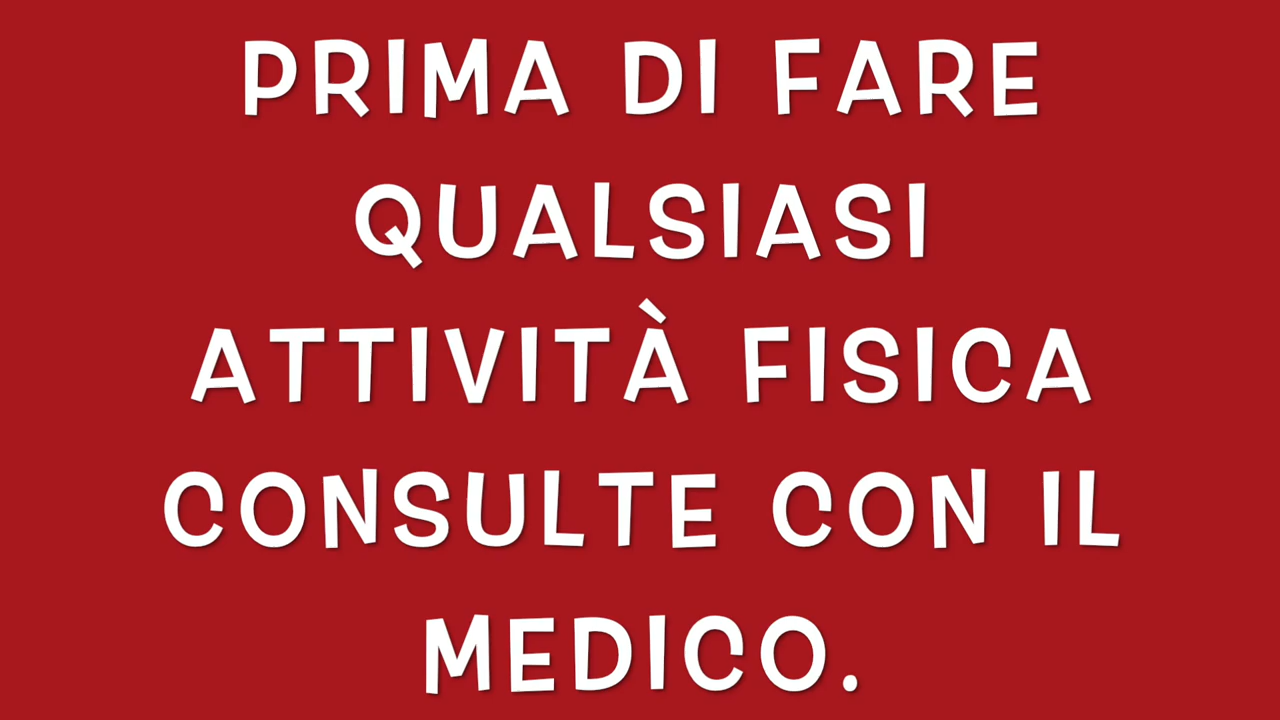 PRIMA DI FARE
QUALSIASI
ATTIVITÀ FISICA
CONSULTE CON IL
MEDICO.